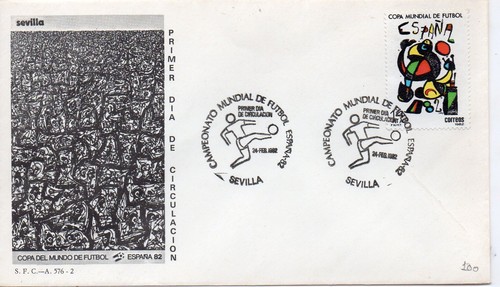 sevilla
PRIMER DIA DE CIRCULACION
COPA DEL MUNDO DE FUTBOL ESPAÑA 82
S. F. C.—A. 576 - 2
CAMPEONATO MUNDIAL DE FUTBOL ESPAÑA-82
PRIMER DIA
DE CIRCULACION
24 FEB. 1982
SEVILLA
CAMPEONATO MUNDIAL DE FUTBOL ESPAÑA-82
PRIMER DIA
DE CIRCULACION
24 FEB. 1982
SEVILLA
COPA MUNDIAL DE FUTBOL
ESPAÑA
correos